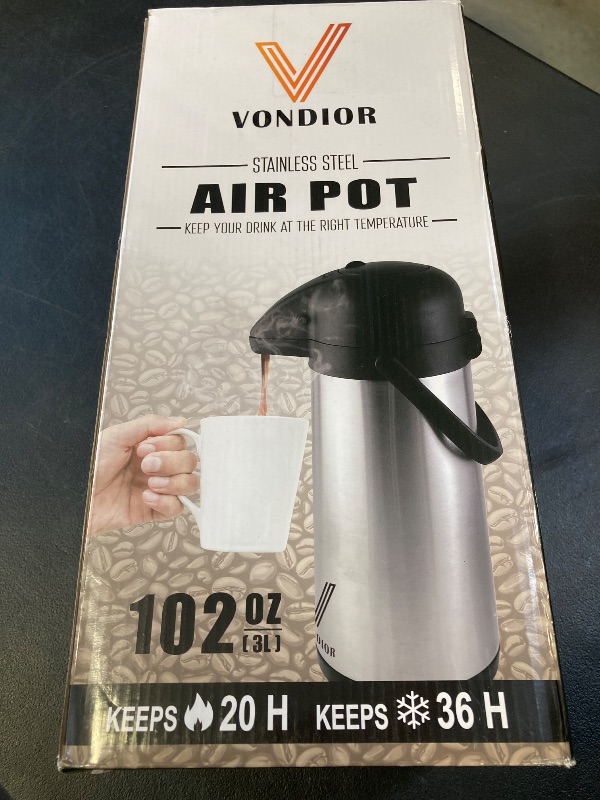 VONDIOR
STAINLESS STEEL
AIR POT
KEEP YOUR DRINK AT THE RIGHT TEMPERATURE
102 OZ
(3L)
KEEPS 20 H KEEPS 36 H